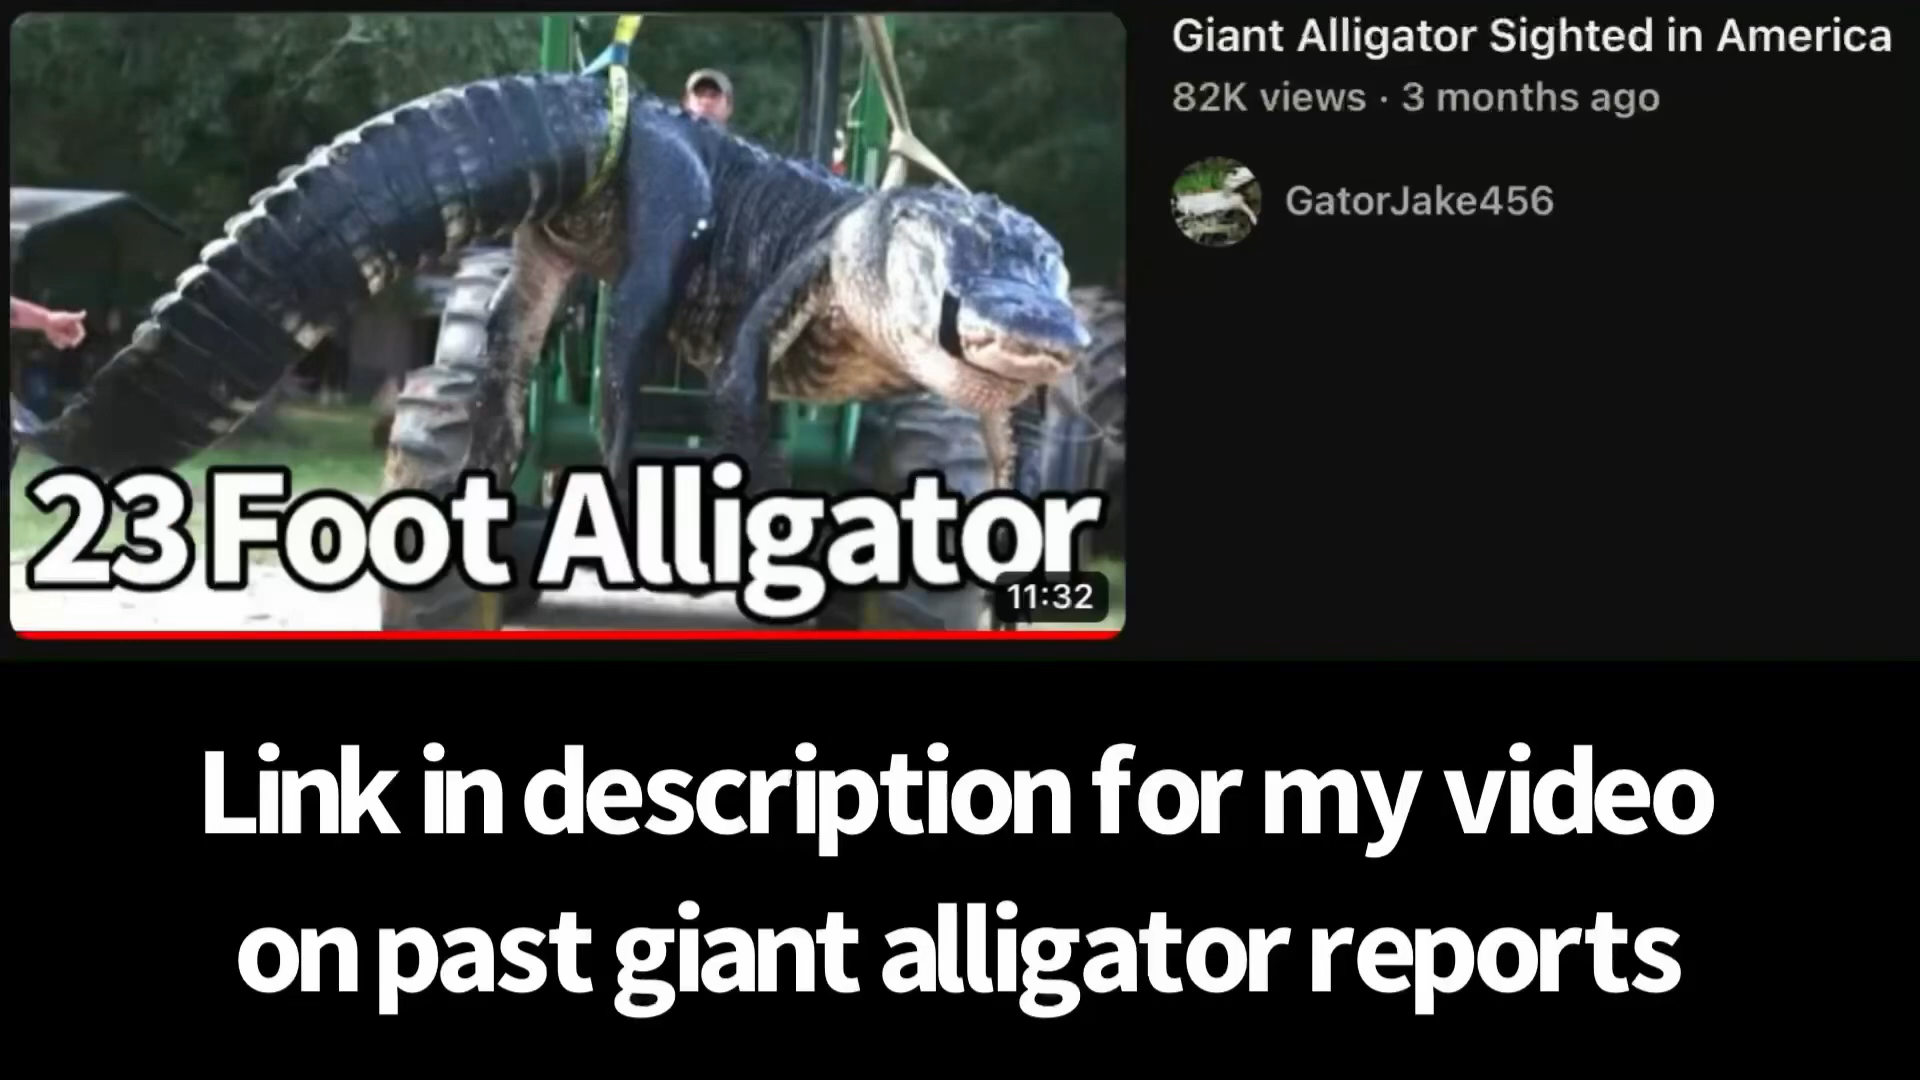 Giant Alligator Sighted in America
82K views · 3 months ago
GatorJake456
23 Foot Alligator
11:32
Link in description for my video
on past giant alligator reports